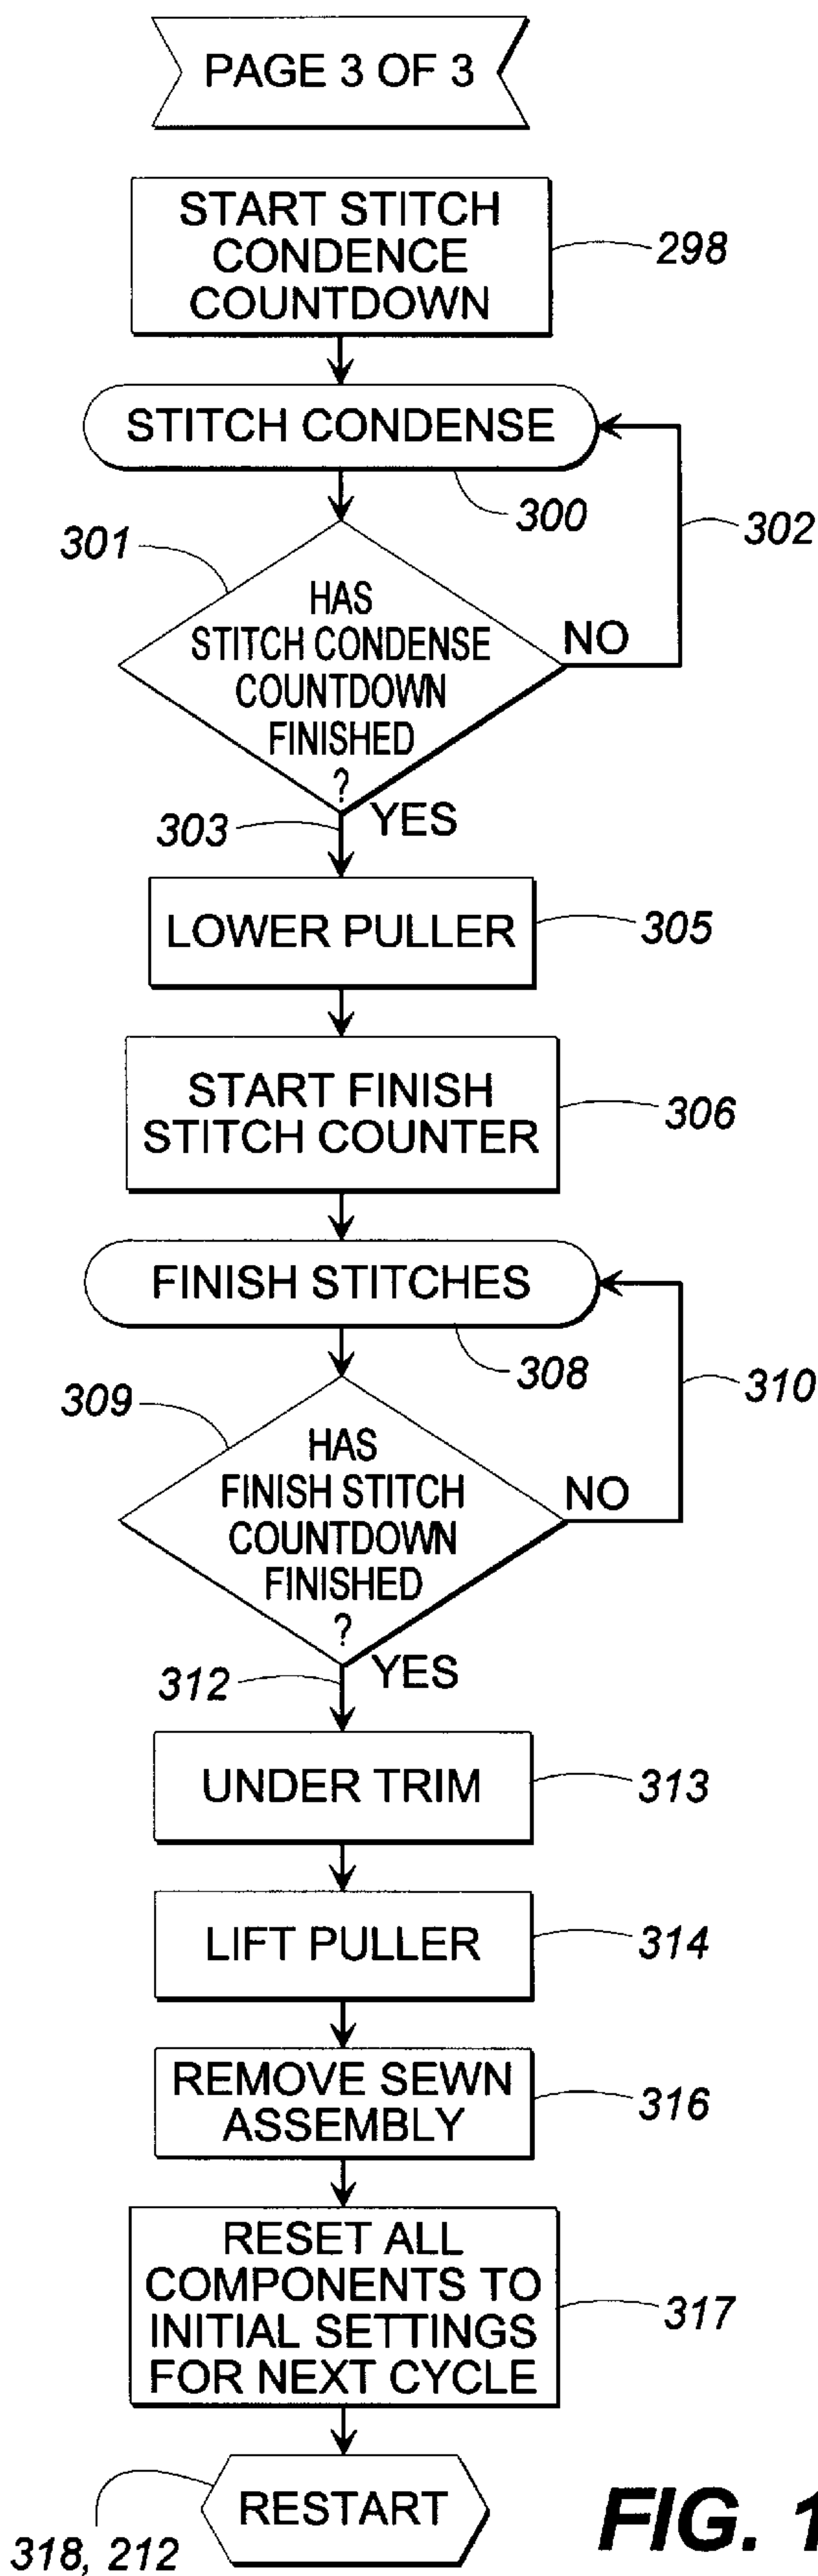 PAGE 3 OF 3
START STITCH
CONDENCE
COUNTDOWN
298
STITCH CONDENSE
300
302
301
HAS
STITCH CONDENSE
COUNTDOWN
FINISHED
?
NO
303
YES
LOWER PULLER
305
START FINISH
STITCH COUNTER
306
FINISH STITCHES
308
310
309
HAS
FINISH STITCH
COUNTDOWN
FINISHED
?
NO
312
YES
UNDER TRIM
313
LIFT PULLER
314
REMOVE SEWN
ASSEMBLY
316
RESET ALL
COMPONENTS TO
INITIAL SETTINGS
FOR NEXT CYCLE
317
RESTART
318, 212
FIG. 1